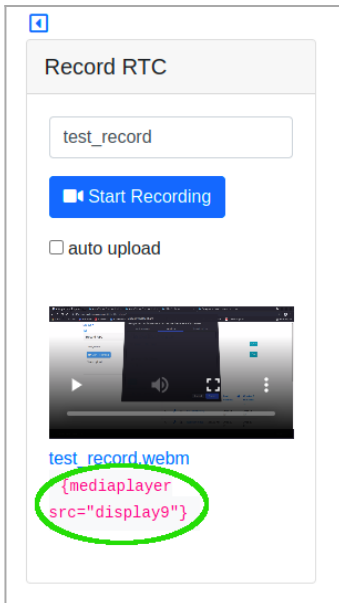 Record RTC
test_record
Start Recording
auto upload
test_record.webm
{mediaplayer
src="display9"}